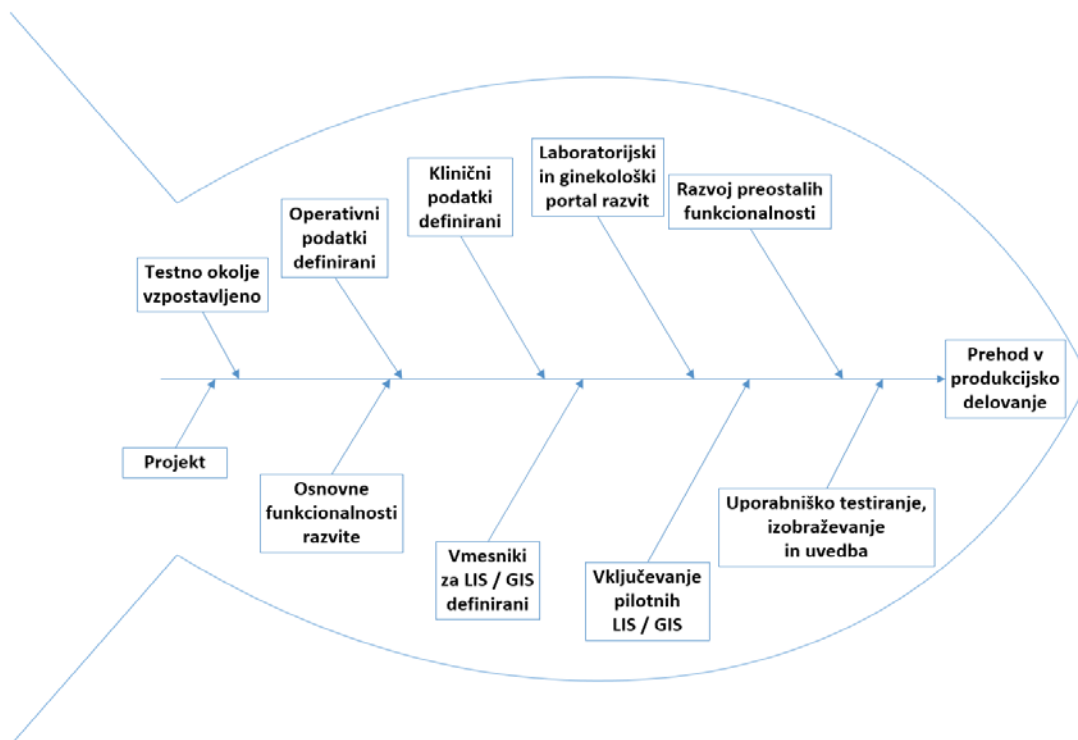 Laboratorijski
in ginekološki
portal razvit
Klinični
podatki
definirani
Razvoj preostalih
funkcionalnosti
Operativni
podatki
definirani
Testno okolje
vzpostavljeno
Prehod v
produkcijsko
delovanje
Projekt
Osnovne
funkcionalnosti
razvite
Uporabniško testiranje,
izobraževanje
in uvedba
Vmesniki
za LIS / GIS
definirani
Vključevanje
pilotnih
LIS / GIS